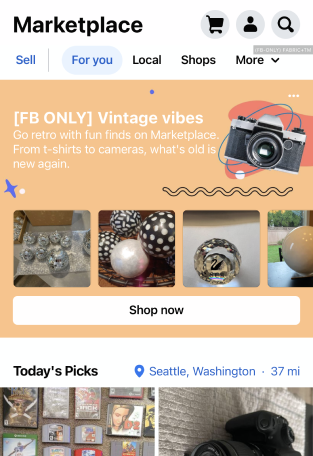 Marketplace
(FB-ONLY) FABRIC+TM
Sell
For you
Local
Shops
More
[FB ONLY] Vintage vibes
Go retro with fun finds on Marketplace.
From t-shirts to cameras, what's old is
new again.
Shop now
Today's Picks
Seattle, Washington · 37 mi